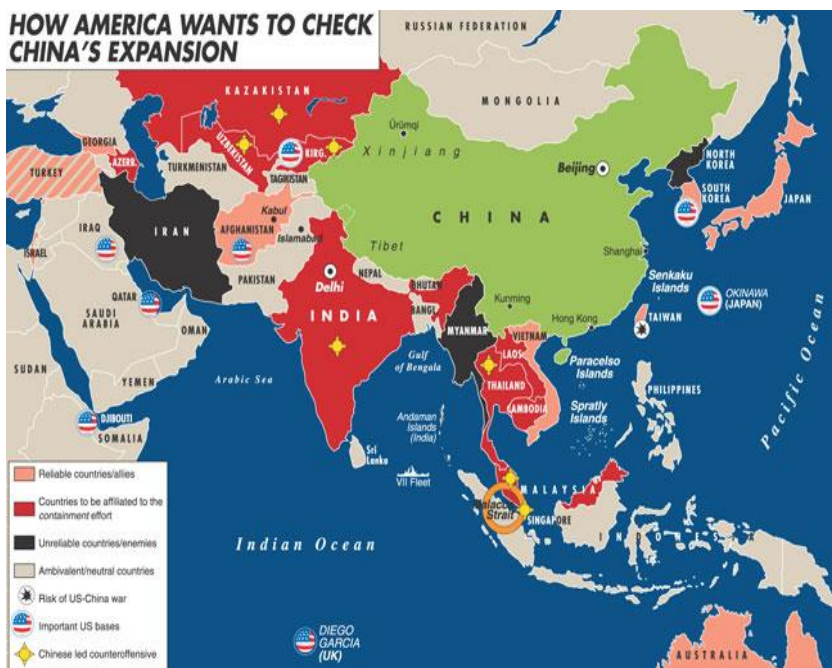 HOW AMERICA WANTS TO CHECK
CHINA'S EXPANSION
RUSSIAN FEDERATION
KAZAKISTAN
MONGOLIA
Ürümqi
Xinjiang
GEORGIA
AZERB.
UZBEKISTAN
KIRG.
TURKMENISTAN
TAGIKISTAN
TURKEY
Beijing
NORTH
KOREA
SOUTH
KOREA
JAPAN
CHINA
Kabul
AFGHANISTAN
Islamabad
IRAQ
IRAN
ISRAEL
Tibet
Shanghai
PAKISTAN
NEPAL
Delhi
BHUTAN
Senkaku
Islands
QATAR
SAUDI
ARABIA
OMAN
INDIA
BANGL
Kunming
Hong Kong
OKINAWA
(JAPAN)
TAIWAN
MYANMAR
VIETNAM
LAOS
Gulf
of Bengala
Paracelso
Islands
SUDAN
YEMEN
Arabic Sea
THAILAND
CAMBODIA
PHILIPPINES
Pacific Ocean
Spratly
Islands
DJIBOUTI
SOMALIA
Andaman
Islands
(India)
Sri
Lanka
VII Fleet
MALAYSIA
Strait
SINGAPORE
INDONESIA
Indian Ocean
Reliable countries/allies
Countries to be affiliated to the
containment effort
Unreliable countries/enemies
Ambivalent/neutral countries
Risk of US-China war
Important US bases
Chinese led counteroffensive
DIEGO
GARCIA
(UK)
AUSTRALIA